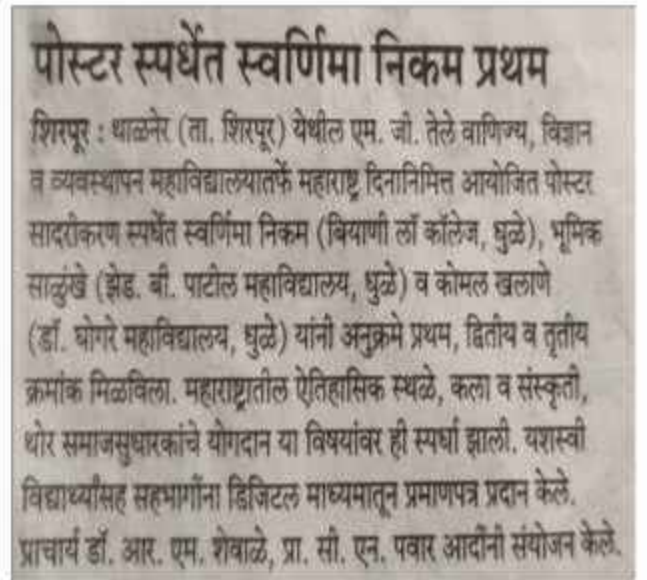 पोस्टर स्पर्धेत स्वर्णिमा निकम प्रथम
शिरपूर : थाळनेर (ता. शिरपूर) येथील एम. जी. तेले वाणिज्य, विज्ञान
व व्यवस्थापन महाविद्यालयातर्फे महाराष्ट्र दिनानिमित्त आयोजित पोस्टर
सादरीकरण स्पर्धेत स्वर्णिमा निकम (बियाणी लॉ कॉलेज, धुळे), भूमिक
साळुंखे (झेड. बी. पाटील महाविद्यालय, धुळे) व कोमल खलाणे
(डॉ. घोगरे महाविद्यालय, धुळे) यांनी अनुक्रमे प्रथम, द्वितीय व तृतीय
क्रमांक मिळविला. महाराष्ट्रातील ऐतिहासिक स्थळे, कला व संस्कृती,
थोर समाजसुधारकांचे योगदान या विषयांवर ही स्पर्धा झाली. यशस्वी
विद्यार्थ्यांसह सहभागींना डिजिटल माध्यमातून प्रमाणपत्र प्रदान केले.
प्राचार्य डॉ. आर. एम. शेवाळे, प्रा. सी. एन. पवार आदींनी संयोजन केले.